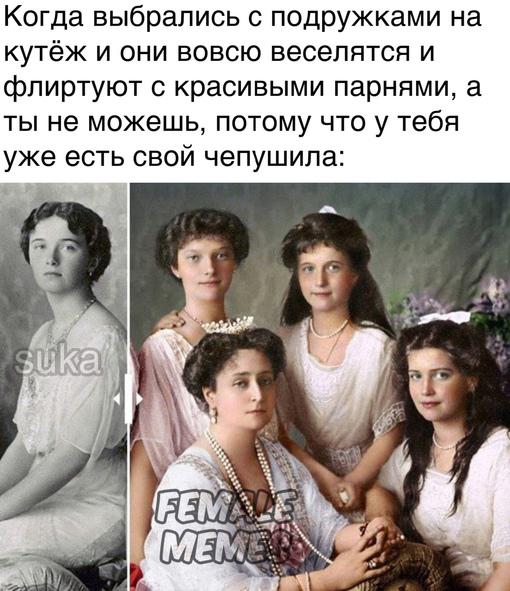 Когда выбрались с подружками на
кутёж и они вовсю веселятся и
флиртуют с красивыми парнями, а
ты не можешь, потому что у тебя
уже есть свой чепушила:
suka
FEMALE
MEME